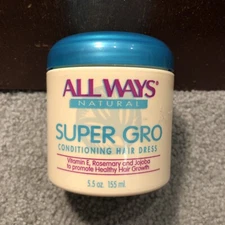 ALL WAYS®
NATURAL
SUPER GRO
CONDITIONING HAIR DRESS
Vitamin E, Rosemary and Jojoba
to promote Healthy Hair Growth
5.5 oz. 155 ml